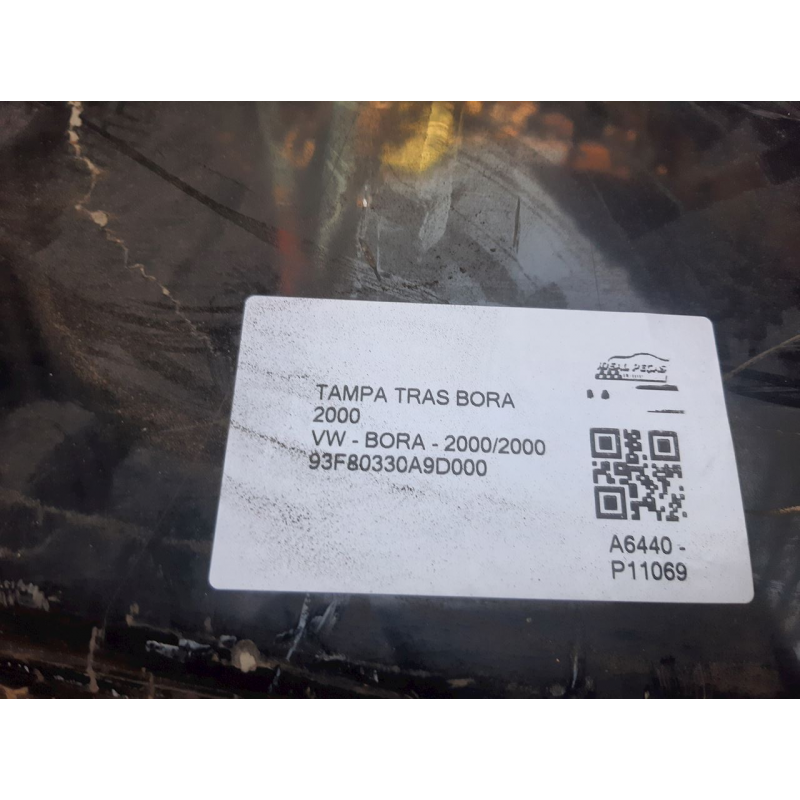 IDEAL PEÇAS
TAMPA TRAS BORA
2000
VW - BORA - 2000/2000
93F80330A9D000
A6440 -
P11069